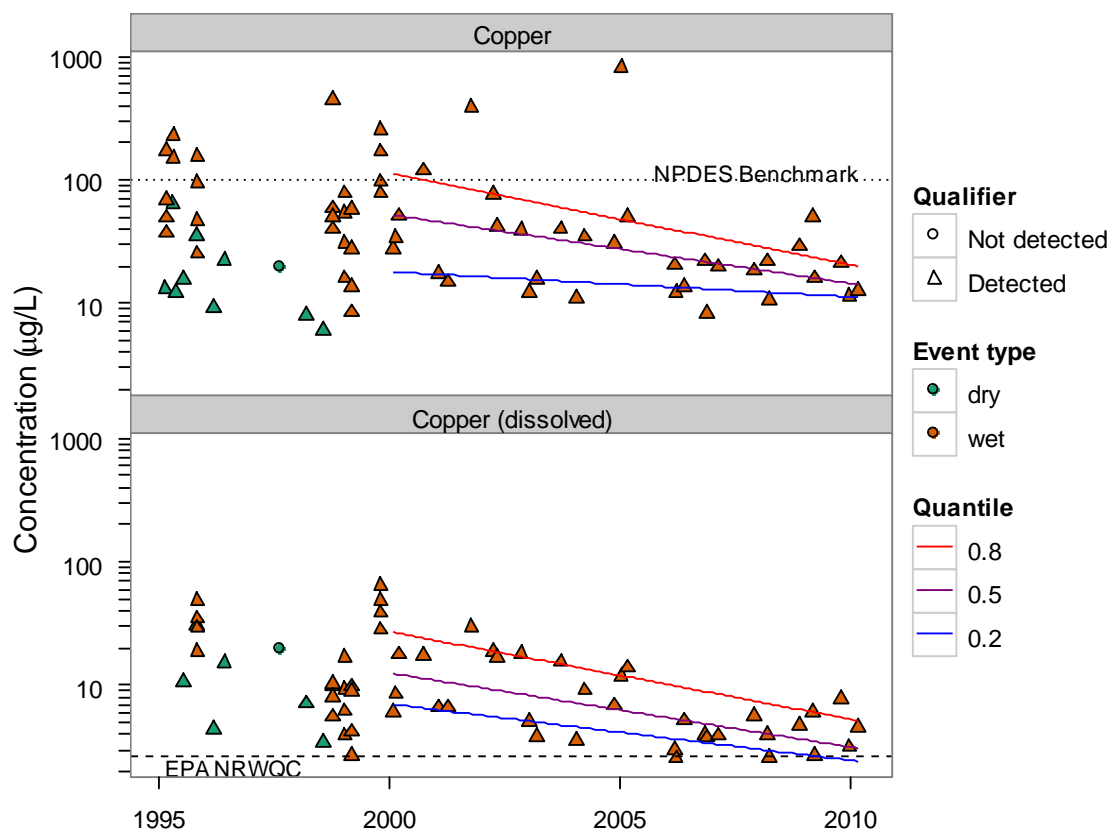 Copper
1000
100
10
NPDES Benchmark
Copper (dissolved)
1000
100
10
EPA NRWQC
1995
2000
2005
2010
Concentration (µg/L)
Qualifier
Not detected
Detected
Event type
dry
wet
Quantile
0.8
0.5
0.2